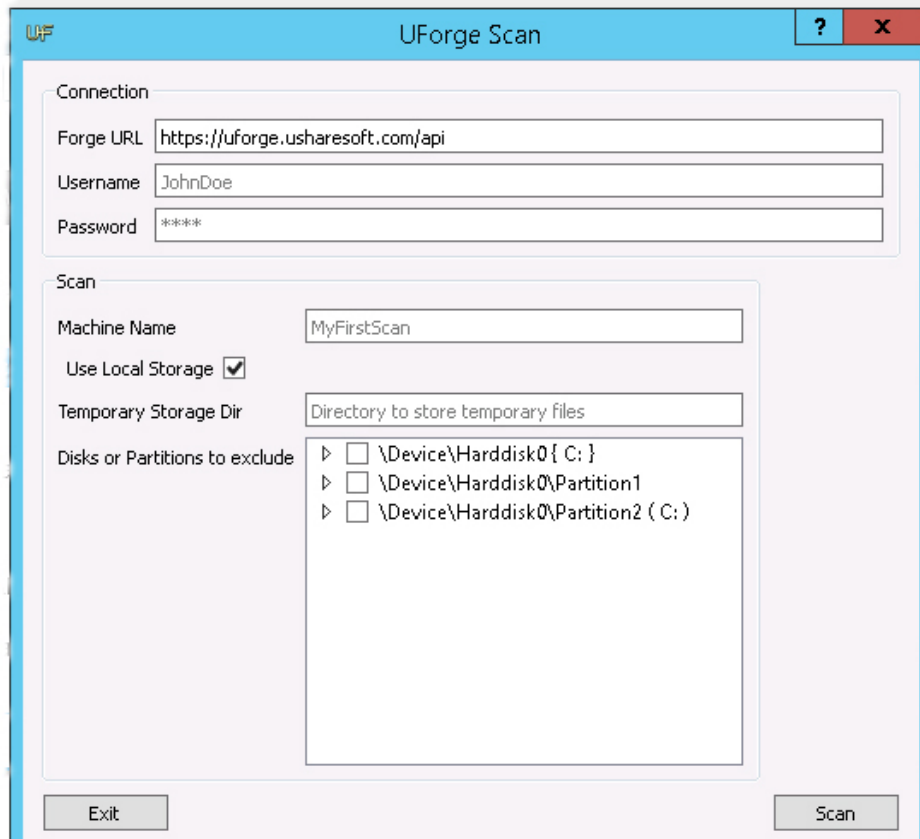 UF UForge Scan ? x
Connection
Forge URL https://uforge.usharesoft.com/api
Username JohnDoe
Password ****
Scan
Machine Name MyFirstScan
Use Local Storage
Temporary Storage Dir Directory to store temporary files
Disks or Partitions to exclude \Device\Harddisk0{ C: }
\Device\Harddisk0\Partition1
\Device\Harddisk0\Partition2 ( C: )
Exit Scan